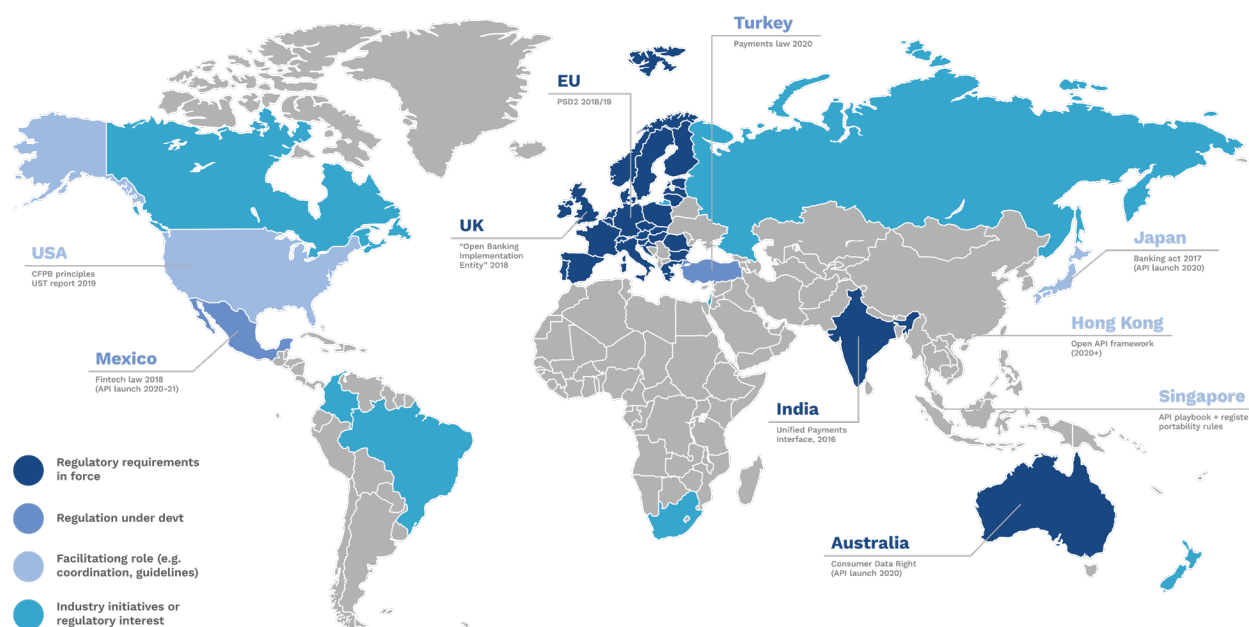 Turkey
Payments law 2020
EU
PSD2 2018/19
UK
"Open Banking
Implementation
Entity" 2018
USA
CFPB principles
UST report 2019
Japan
Banking act 2017
(API launch 2020)
Hong Kong
Open API framework
(2020+)
Mexico
Fintech law 2018
(API launch 2020-21)
Singapore
API playbook + registe
portability rules
India
Unified Payments
Interface, 2016
Australia
Consumer Data Right
(API launch 2020)
Regulatory requirements
in force
Regulation under devt
Facilitationg role (e.g.
coordination, guidelines)
Industry initiatives or
regulatory interest